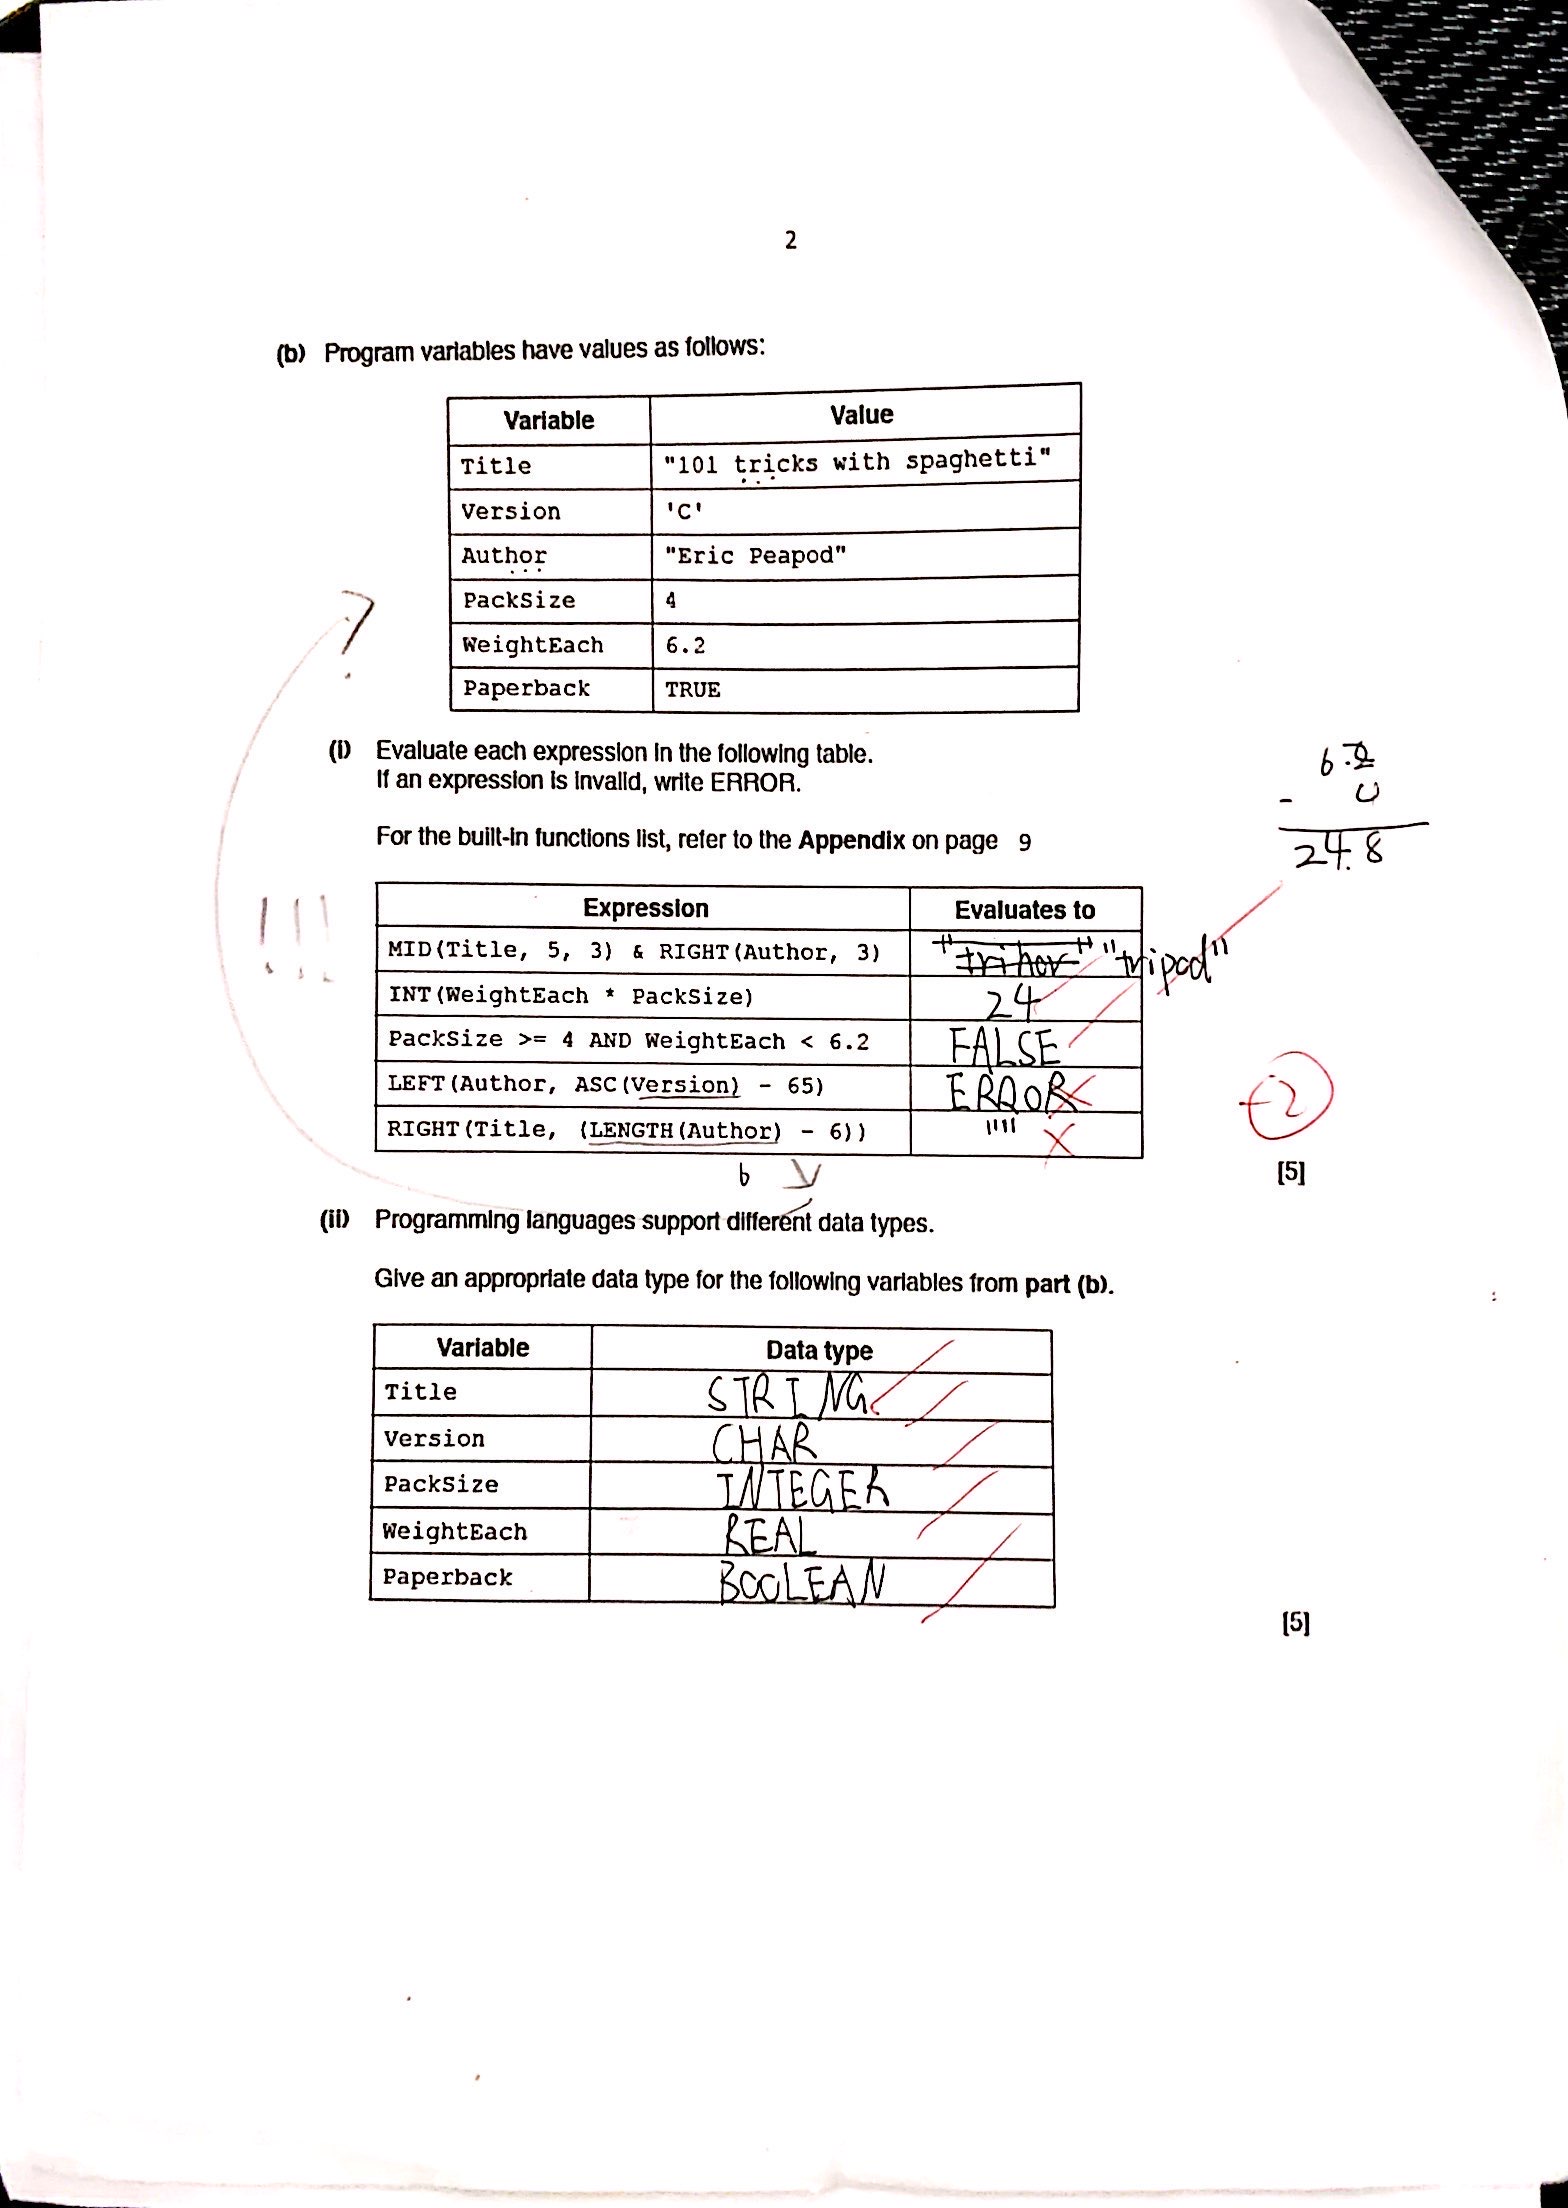 2
(b) Program variables have values as follows:
Variable Value
Title "101 tricks with spaghetti"
Version 'C'
Author "Eric Peapod"
PackSize 4
WeightEach 6.2
Paperback TRUE
(i) Evaluate each expression in the following table.
If an expression is invalid, write ERROR.
For the built-in functions list, refer to the Appendix on page 9
6.2
-
24.8
!!!
Expression Evaluates to
MID(Title, 5, 3) & RIGHT(Author, 3) "trihor" "tripod"
INT(WeightEach * PackSize) 24
PackSize >= 4 AND WeightEach < 6.2 FALSE
LEFT(Author, ASC(Version) - 65) ERROR
RIGHT(Title, (LENGTH(Author) - 6)) ""
-2
6
[5]
(ii) Programming languages support different data types.
Give an appropriate data type for the following variables from part (b).
Variable Data type
Title STRING
Version CHAR
PackSize INTEGER
WeightEach REAL
Paperback BOOLEAN
[5]